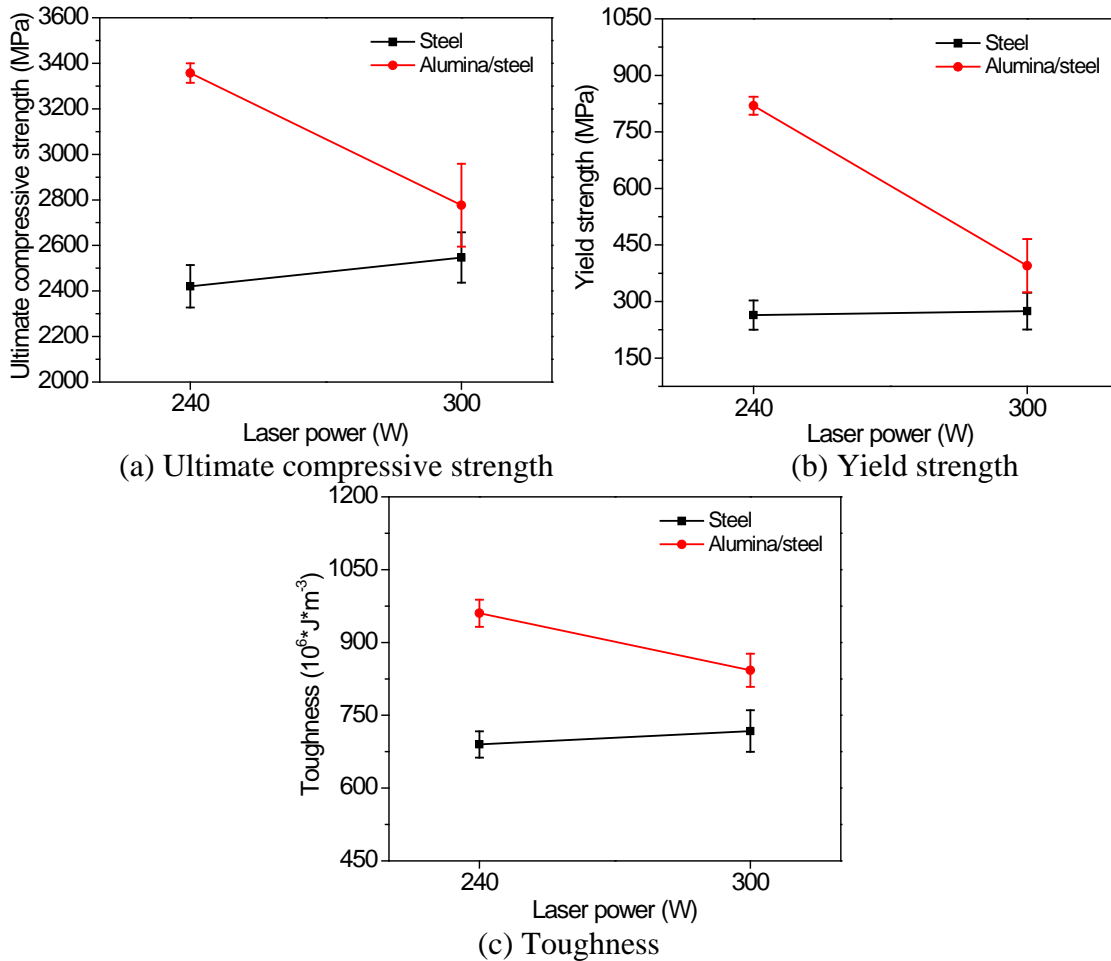 Ultimate compressive strength (MPa)
3600
3400
3200
3000
2800
2600
2400
2200
2000
Steel
Alumina/steel
240
300
Laser power (W)
(a) Ultimate compressive strength
Yield strength (MPa)
1050
900
750
600
450
300
150
Steel
Alumina/steel
240
300
Laser power (W)
(b) Yield strength
Toughness (10⁶*J*m⁻³)
1200
1050
900
750
600
450
Steel
Alumina/steel
240
300
Laser power (W)
(c) Toughness